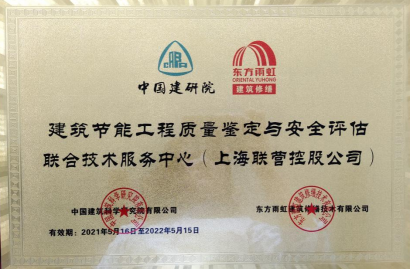 中国建研院
东方雨虹
ORIENTAL YUHONG
建筑修缮
建筑节能工程质量鉴定与安全评估
联合技术服务中心（上海联营控股公司）
中国建筑科学研究院有限公司
东方雨虹建筑修缮技术有限公司
有效期：2021年5月16日至2022年5月15日